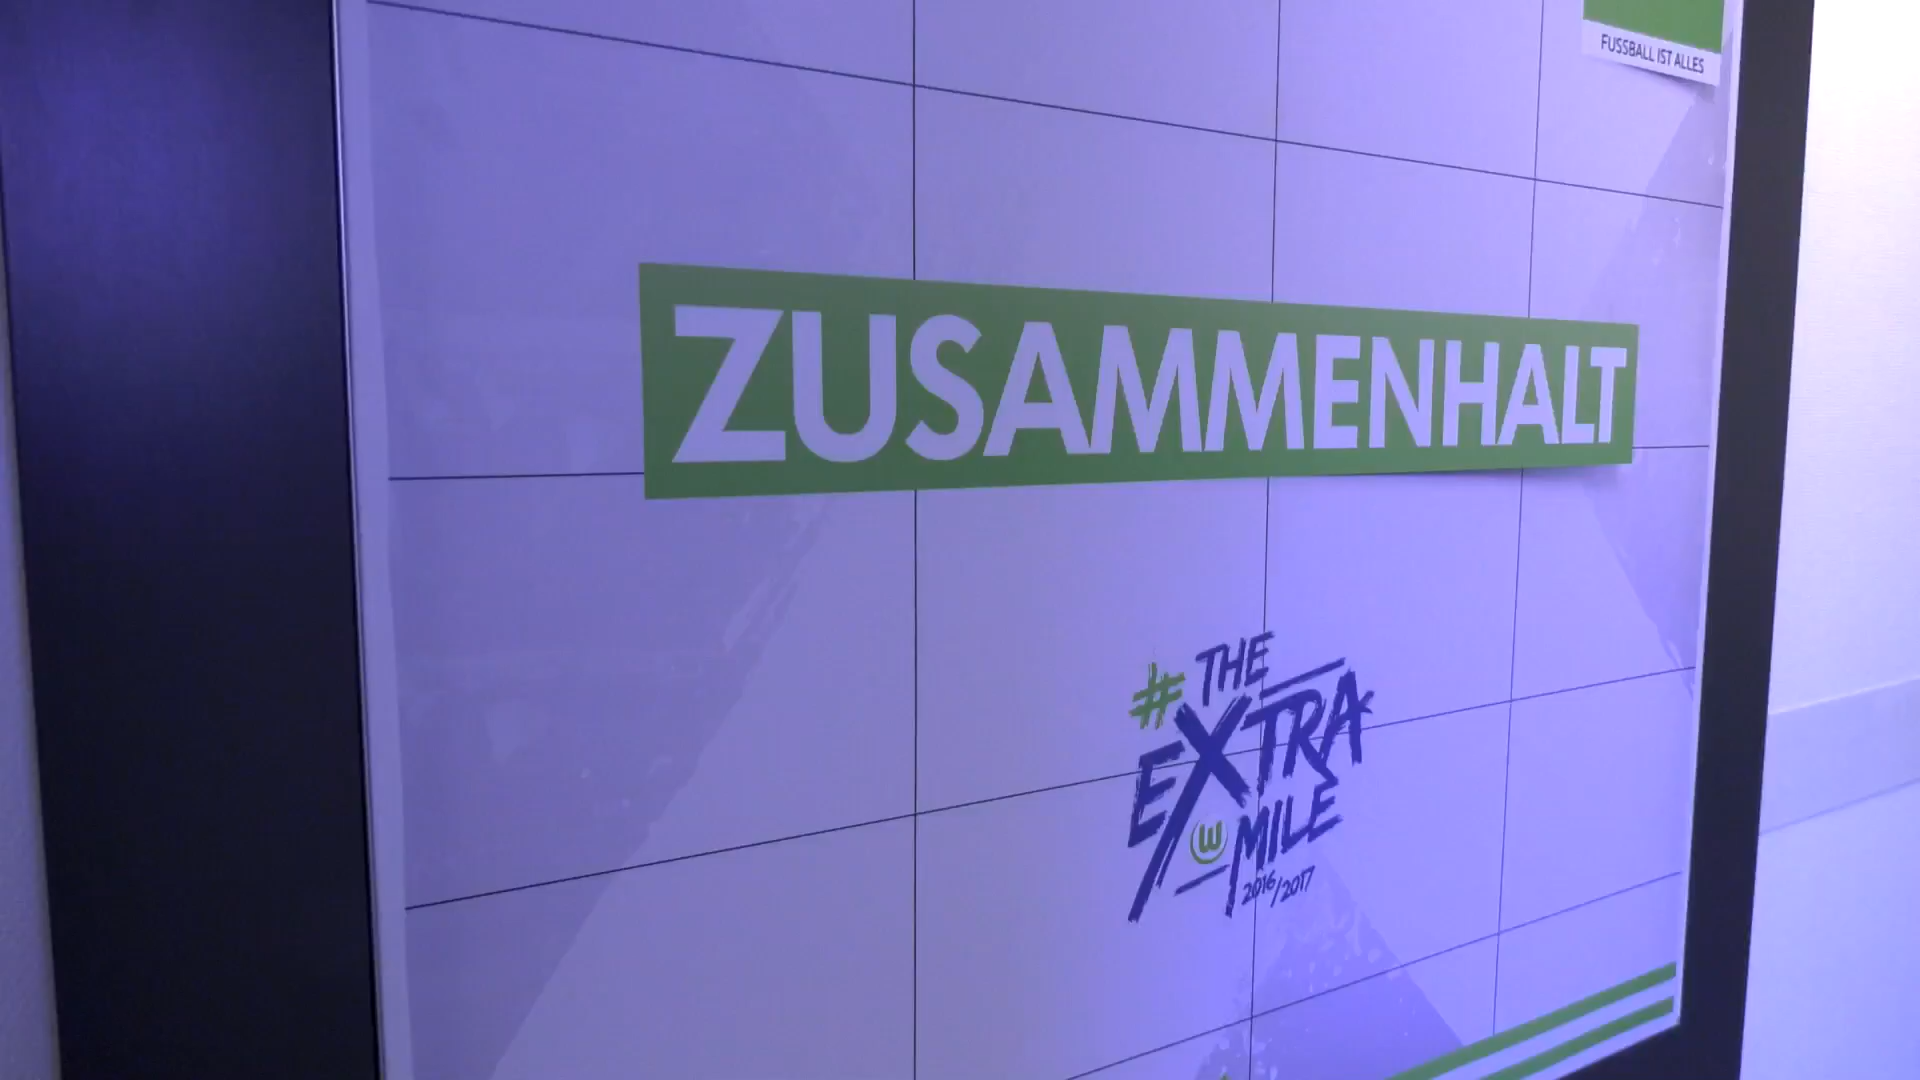 FUSSBALL IST ALLES
ZUSAMMENHALT
# THE
EXTRA
W MILE
2016/2017